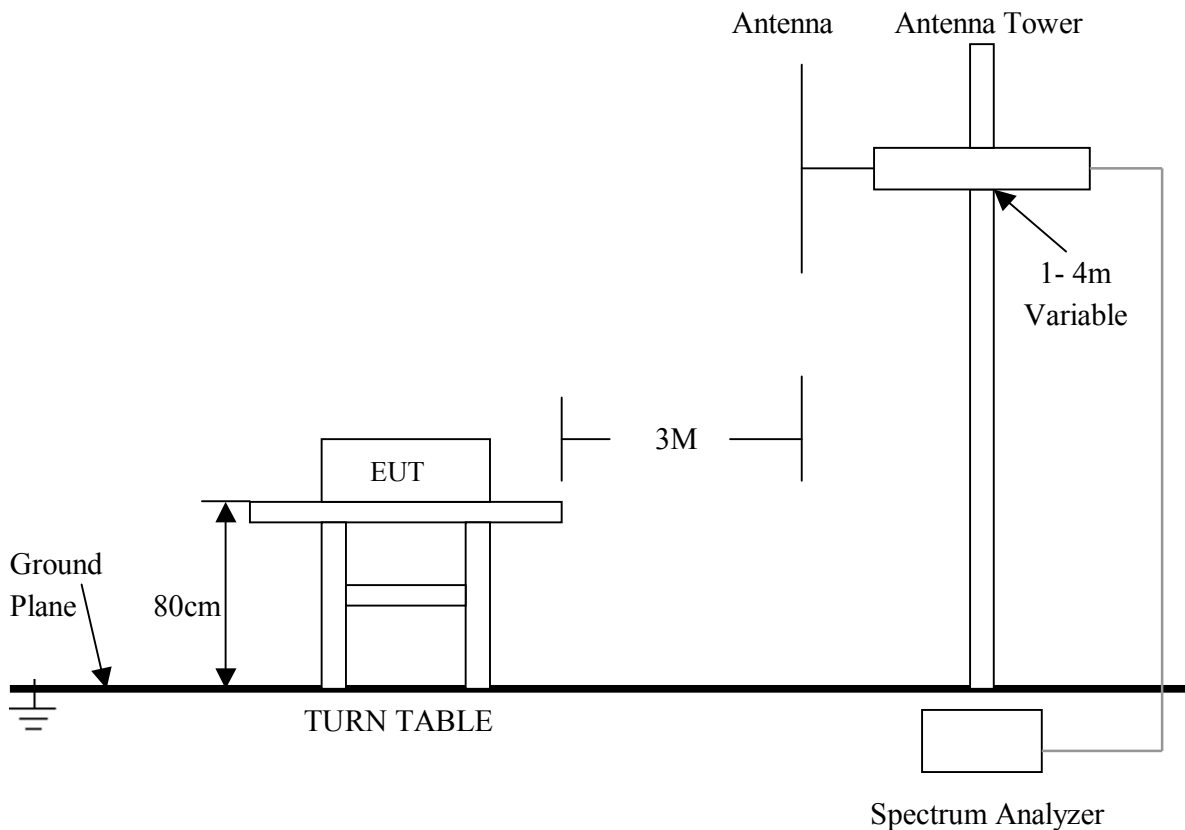 Antenna
Antenna Tower
1- 4m
Variable
3M
EUT
Ground
Plane
80cm
TURN TABLE
Spectrum Analyzer